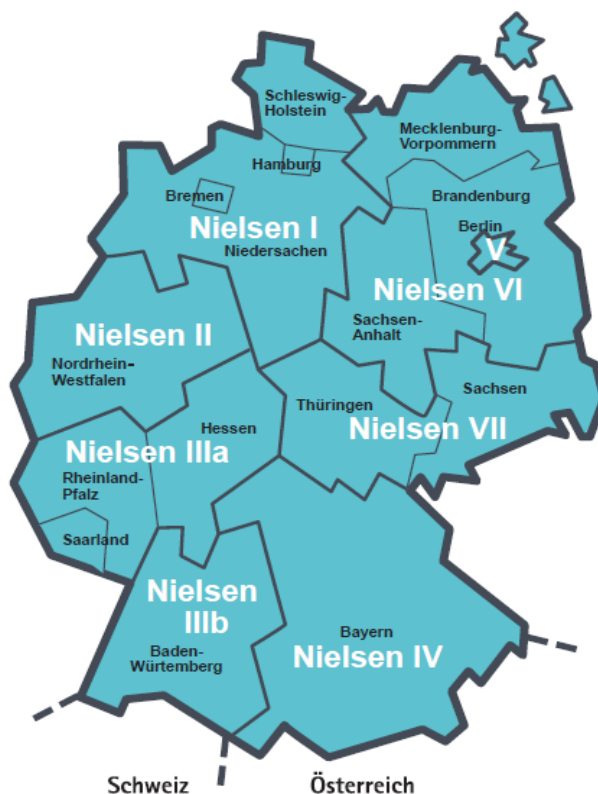 Schleswig-
Holstein
Mecklenburg-
Vorpommern
Hamburg
Bremen
Brandenburg
Nielsen I
Berlin
V
Niedersachen
Nielsen VI
Nielsen II
Sachsen-
Anhalt
Nordrhein-
Westfalen
Sachsen
Thüringen
Hessen
Nielsen VII
Nielsen IIIa
Rheinland-
Pfalz
Saarland
Nielsen
IIIb
Bayern
Baden-
Würtemberg
Nielsen IV
Schweiz
Österreich